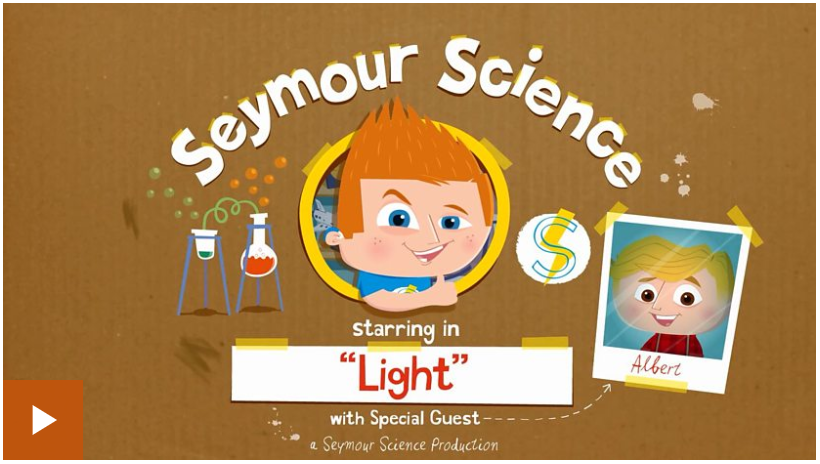 Seymour Science
S
starring in
“Light”
with Special Guest
Albert
a Seymour Science Production